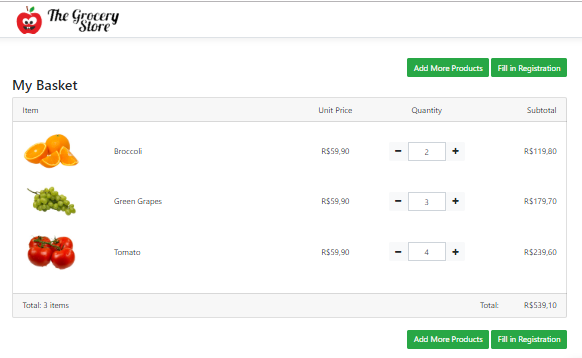 The Grocery
Store
Add More Products Fill in Registration
My Basket
Item Unit Price Quantity Subtotal
Broccoli R$59,90 − 2 + R$119,80
Green Grapes R$59,90 − 3 + R$179,70
Tomato R$59,90 − 4 + R$239,60
Total: 3 items Total: R$539,10
Add More Products Fill in Registration